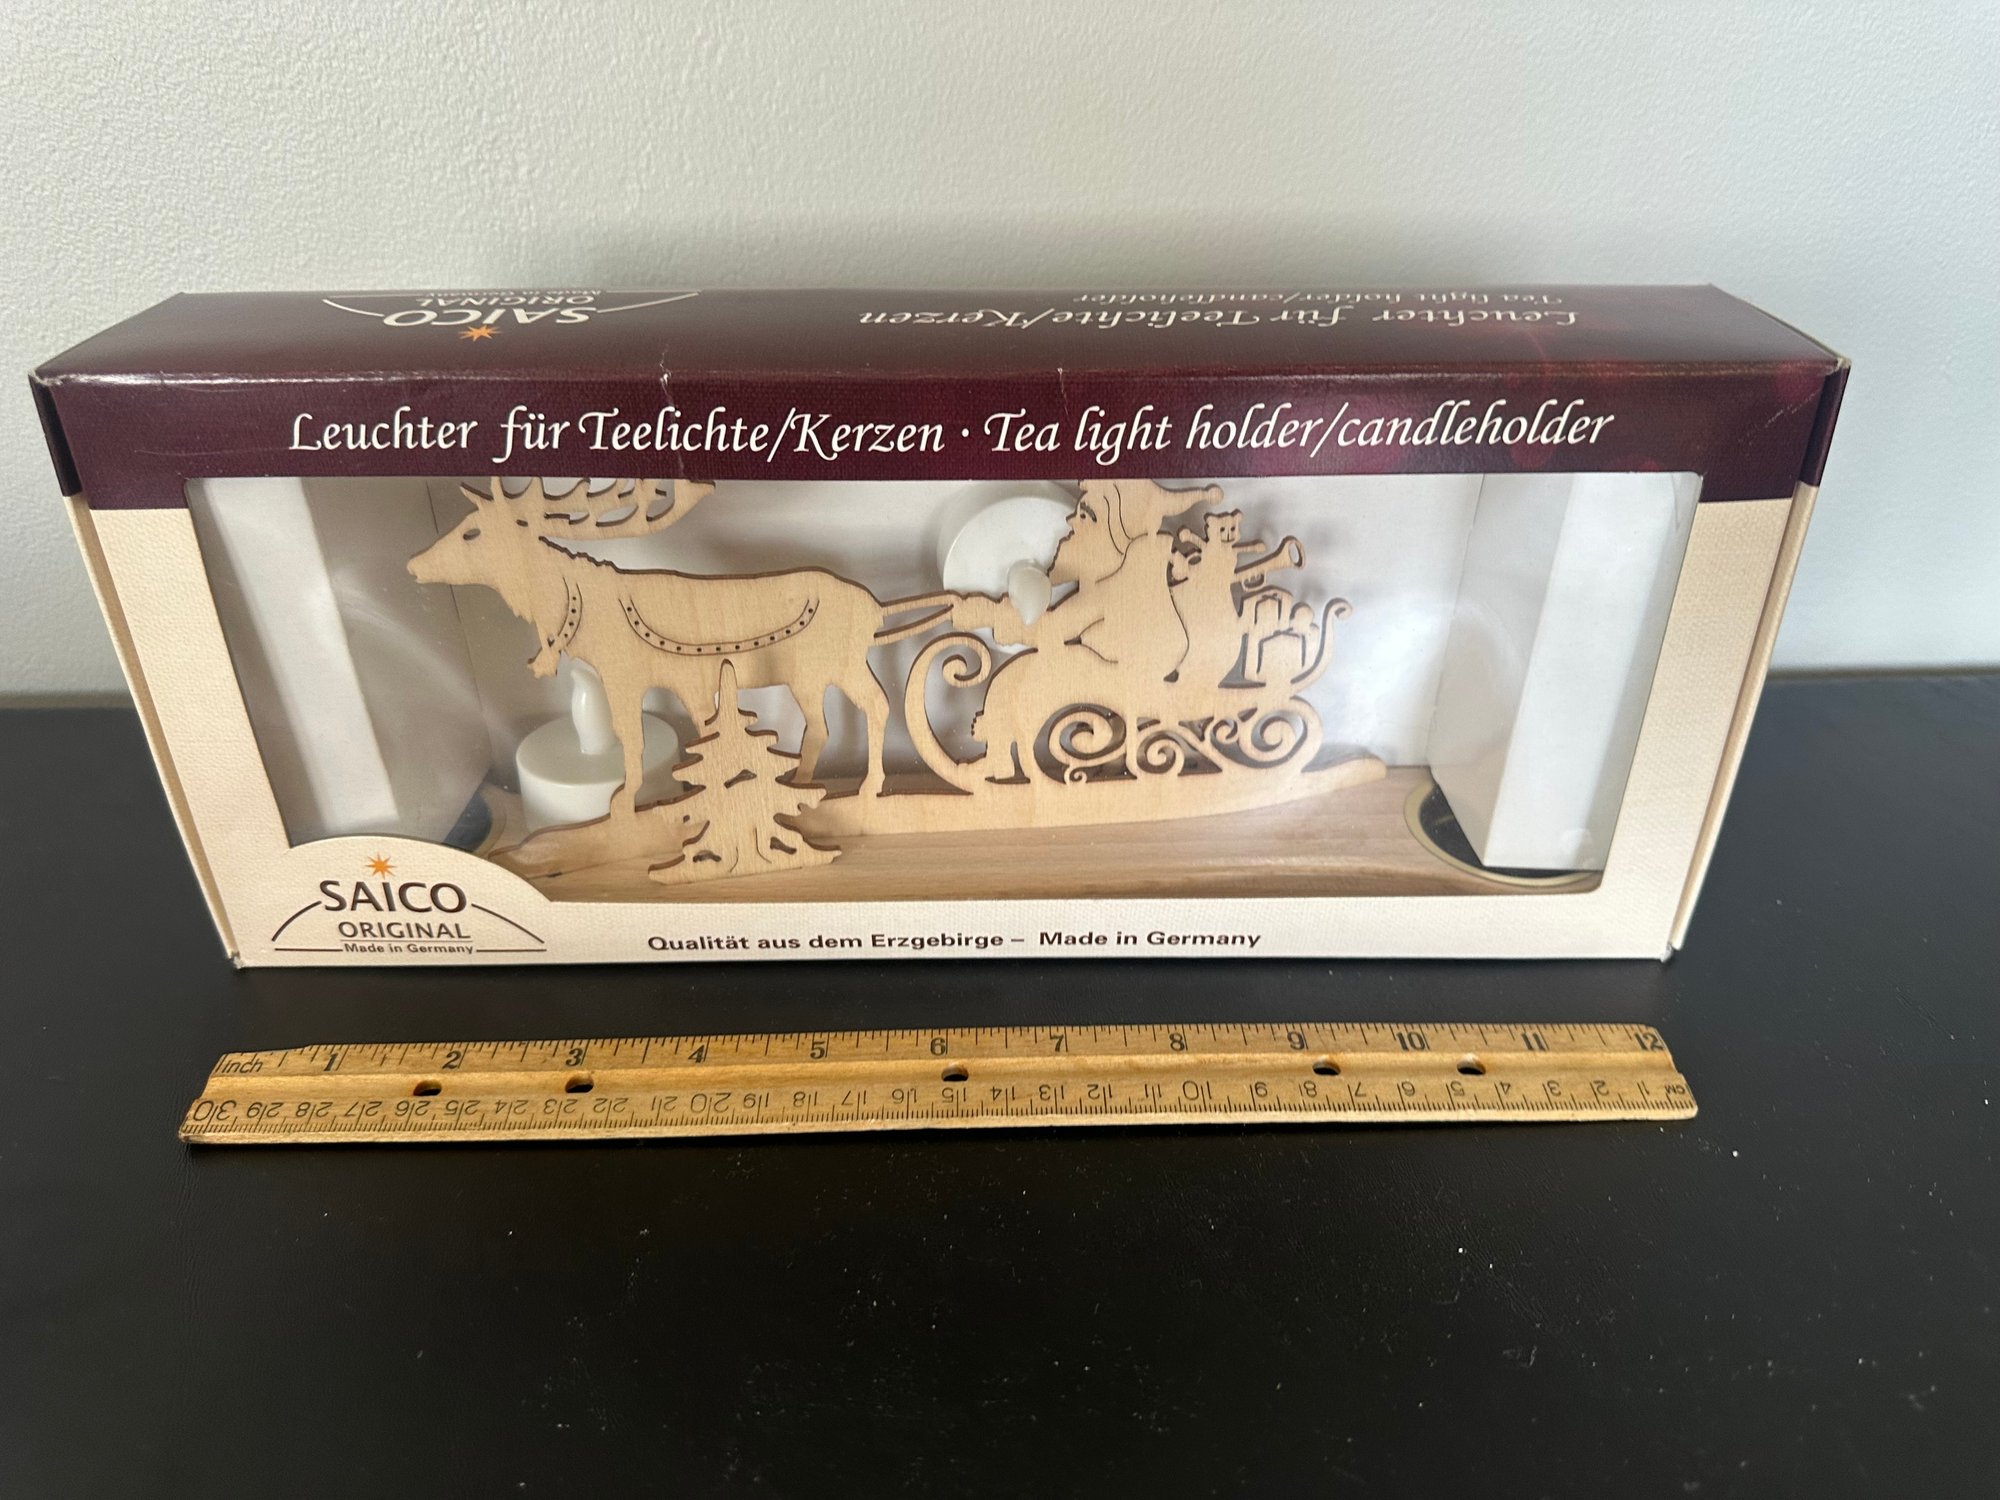 SAICO
ORIGINAL
Made in Germany
Leuchter für Teelichte/Kerzen
Tea light holder/candleholder
Leuchter für Teelichte/Kerzen · Tea light holder/candleholder
SAICO
ORIGINAL
Made in Germany
Qualität aus dem Erzgebirge – Made in Germany
Inch 1 2 3 4 5 6 7 8 9 10 11 12
30 29 28 27 26 25 24 23 22 21 20 19 18 17 16 15 14 13 12 11 10 9 8 7 6 5 4 3 2 1 CM